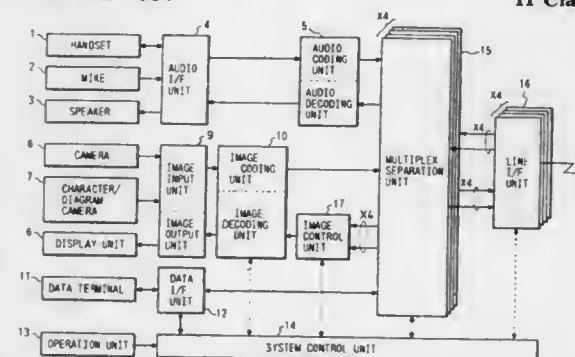 11 Cla
1 HANDSET
2 MIKE
3 SPEAKER
4
AUDIO I/F UNIT
5
AUDIO CODING UNIT
AUDIO DECODING UNIT
X4
15
MULTIPLEX SEPARATION UNIT
X4
16
X4
X4
LINE I/F UNIT
6 CAMERA
7 CHARACTER/DIAGRAM CAMERA
6 DISPLAY UNIT
9
IMAGE INPUT UNIT
IMAGE OUTPUT UNIT
10
IMAGE CODING UNIT
IMAGE DECODING UNIT
17
IMAGE CONTROL UNIT
X4
11 DATA TERMINAL
DATA I/F UNIT
12
13 OPERATION UNIT
14
SYSTEM CONTROL UNIT